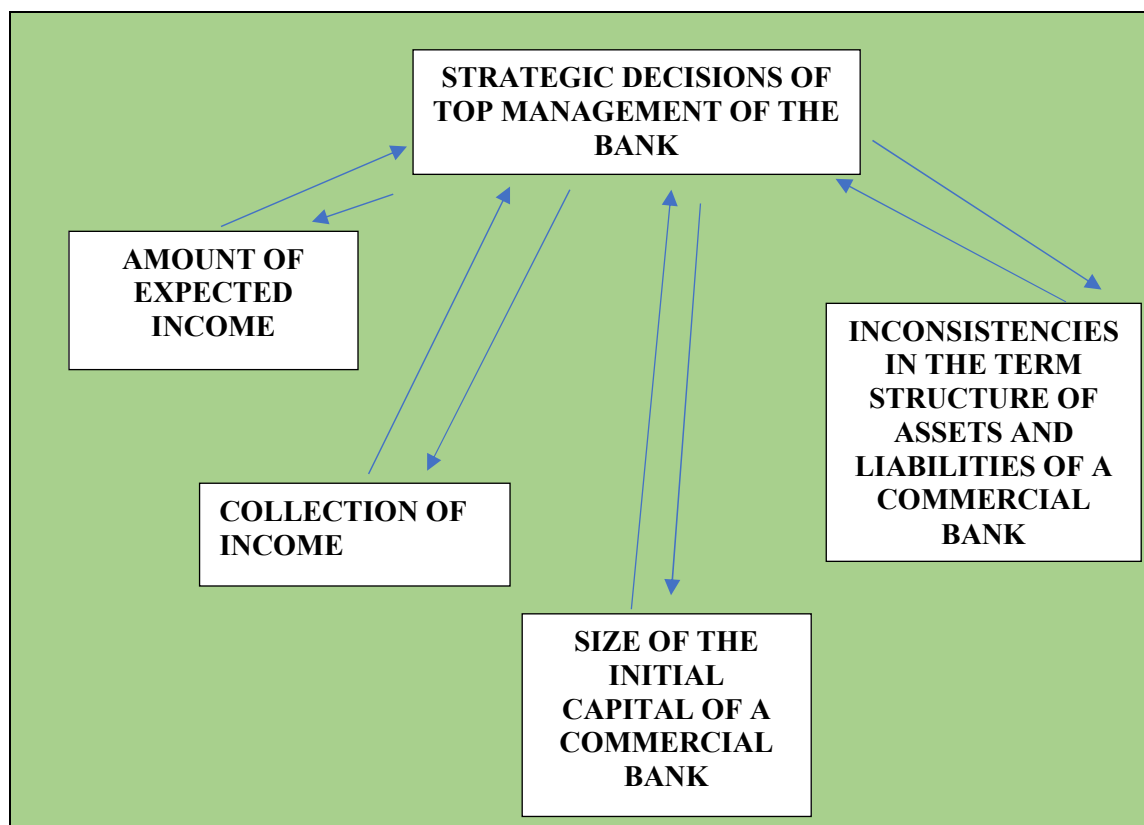 STRATEGIC DECISIONS OF
TOP MANAGEMENT OF THE
BANK
AMOUNT OF
EXPECTED
INCOME
COLLECTION OF
INCOME
SIZE OF THE
INITIAL
CAPITAL OF A
COMMERCIAL
BANK
INCONSISTENCIES
IN THE TERM
STRUCTURE OF
ASSETS AND
LIABILITIES OF A
COMMERCIAL
BANK